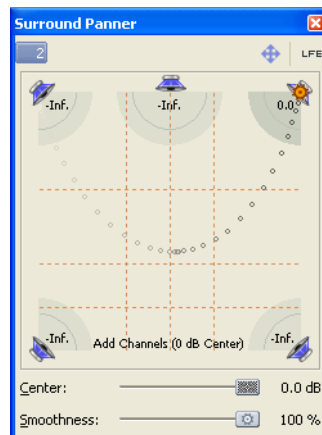 Surround Panner
2 LFE
-Inf. -Inf. 0.0
-Inf. Add Channels (0 dB Center) -Inf.
Center: 0.0 dB
Smoothness: 100 %